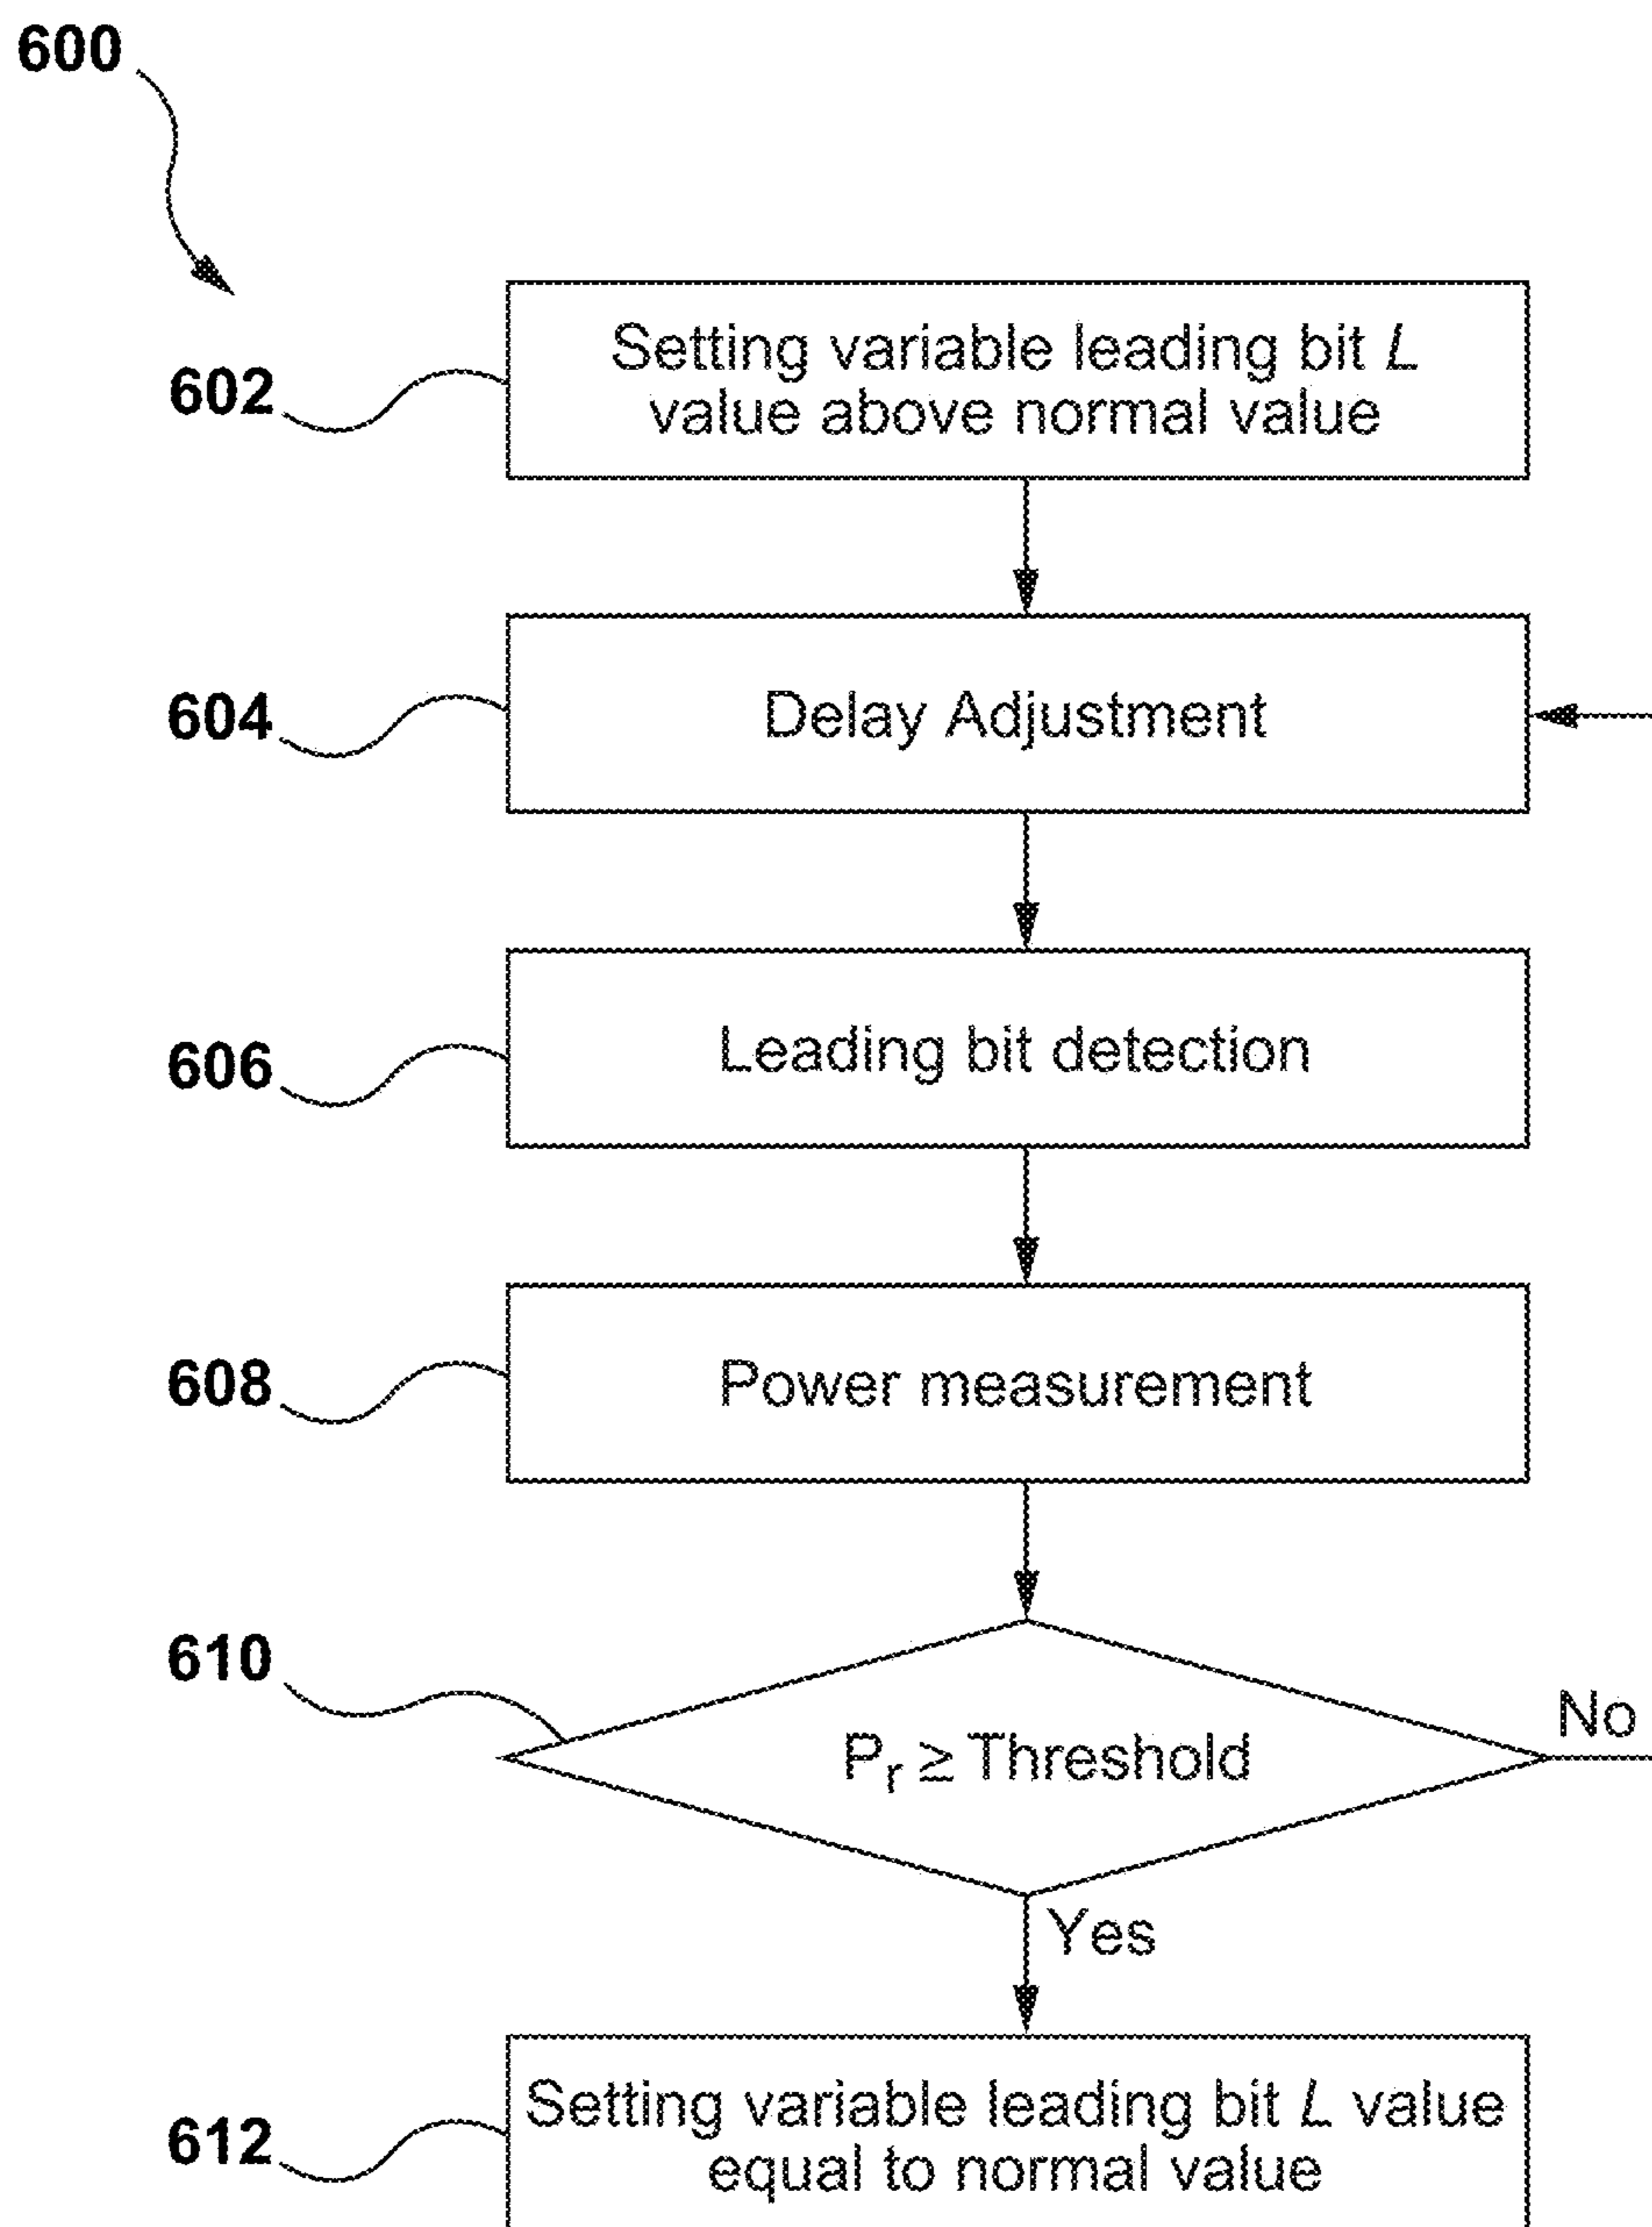 600
602
Setting variable leading bit L
value above normal value
604
Delay Adjustment
606
Leading bit detection
608
Power measurement
610
Pr ≥ Threshold
No
Yes
612
Setting variable leading bit L value
equal to normal value